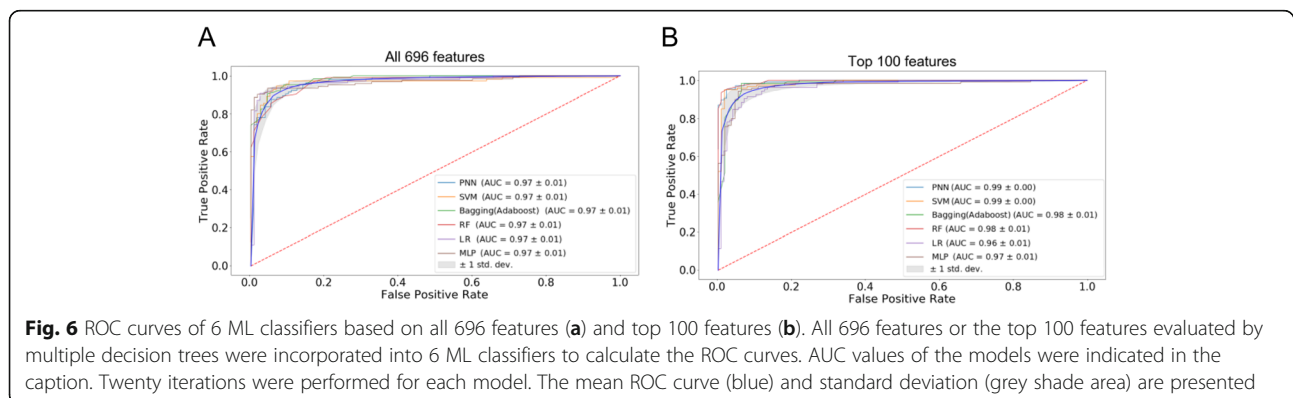 A
All 696 features
True Positive Rate
1.0
0.8
0.6
0.4
0.2
0.0
PNN (AUC = 0.97 ± 0.01)
SVM (AUC = 0.97 ± 0.01)
Bagging(Adaboost) (AUC = 0.97 ± 0.01)
RF (AUC = 0.97 ± 0.01)
LR (AUC = 0.97 ± 0.01)
MLP (AUC = 0.97 ± 0.01)
± 1 std. dev.
0.0 0.2 0.4 0.6 0.8 1.0
False Positive Rate
B
Top 100 features
True Positive Rate
1.0
0.8
0.6
0.4
0.2
0.0
PNN (AUC = 0.99 ± 0.00)
SVM (AUC = 0.99 ± 0.00)
Bagging(Adaboost) (AUC = 0.98 ± 0.01)
RF (AUC = 0.98 ± 0.01)
LR (AUC = 0.96 ± 0.01)
MLP (AUC = 0.97 ± 0.01)
± 1 std. dev.
0.0 0.2 0.4 0.6 0.8 1.0
False Positive Rate
Fig. 6 ROC curves of 6 ML classifiers based on all 696 features (a) and top 100 features (b). All 696 features or the top 100 features evaluated by
multiple decision trees were incorporated into 6 ML classifiers to calculate the ROC curves. AUC values of the models were indicated in the
caption. Twenty iterations were performed for each model. The mean ROC curve (blue) and standard deviation (grey shade area) are presented